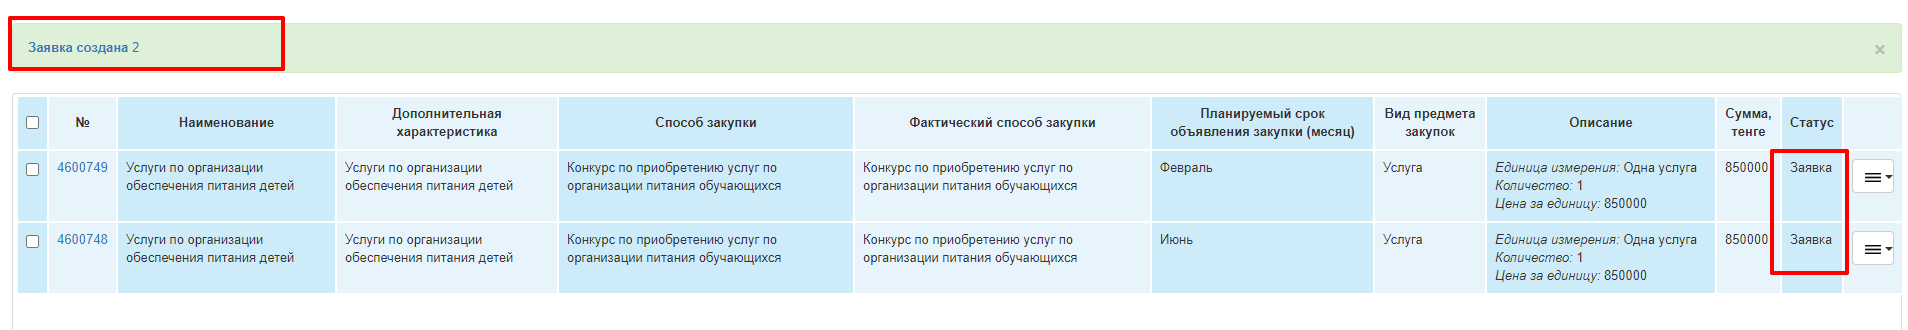 Заявка создана 2
×
№
Наименование
Дополнительная
характеристика
Способ закупки
Фактический способ закупки
Планируемый срок
объявления закупки (месяц)
Вид предмета
закупок
Описание
Сумма,
тенге
Статус
4600749
Услуги по организации
обеспечения питания детей
Услуги по организации
обеспечения питания детей
Конкурс по приобретению услуг по
организации питания обучающихся
Конкурс по приобретению услуг по
организации питания обучающихся
Февраль
Услуга
Единица измерения: Одна услуга
Количество: 1
Цена за единицу: 850000
850000
Заявка
4600748
Услуги по организации
обеспечения питания детей
Услуги по организации
обеспечения питания детей
Конкурс по приобретению услуг по
организации питания обучающихся
Конкурс по приобретению услуг по
организации питания обучающихся
Июнь
Услуга
Единица измерения: Одна услуга
Количество: 1
Цена за единицу: 850000
850000
Заявка